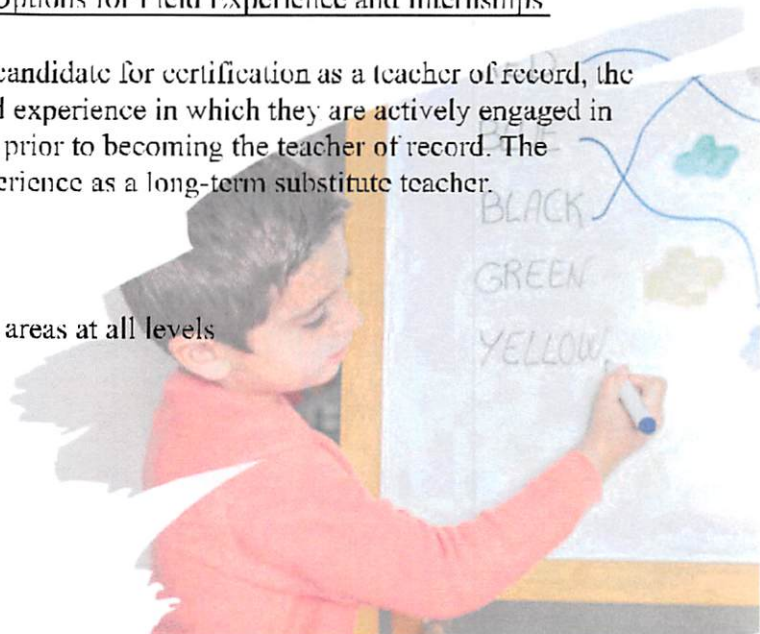 Options for Field Experience and Internships
candidate for certification as a teacher of record, the
experience in which they are actively engaged in
prior to becoming the teacher of record. The
as a long-term substitute teacher.
BLACK
GREEN
areas at all levels
YELLOW